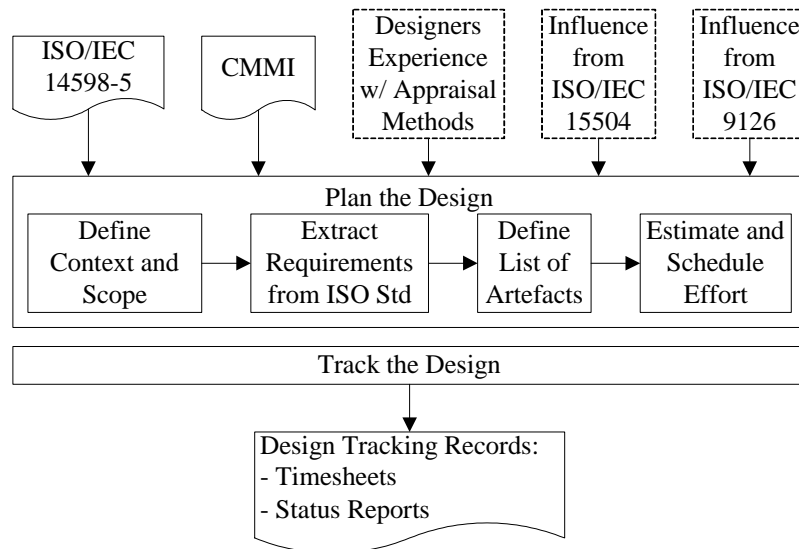 ISO/IEC
14598-5
CMMI
Designers
Experience
w/ Appraisal
Methods
Influence
from
ISO/IEC
15504
Influence
from
ISO/IEC
9126
Plan the Design
Define
Context and
Scope
Extract
Requirements
from ISO Std
Define
List of
Artefacts
Estimate and
Schedule
Effort
Track the Design
Design Tracking Records:
- Timesheets
- Status Reports